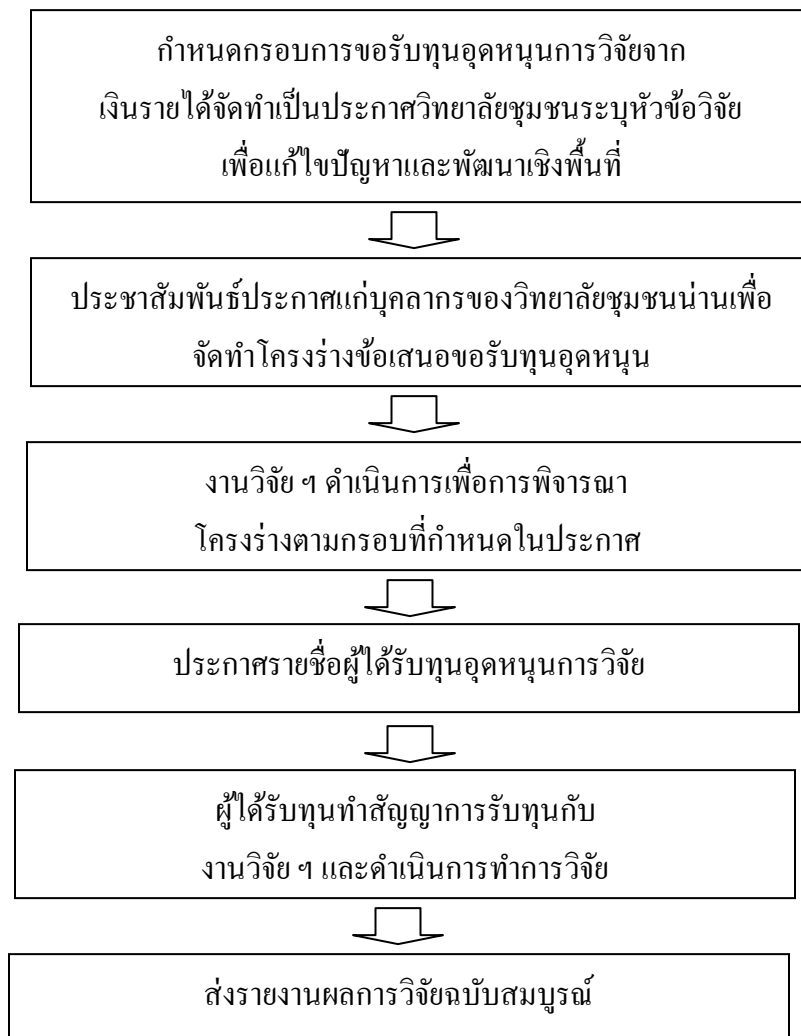 กำหนดกรอบการขอรับทุนอุดหนุนการวิจัยจาก
เงินรายได้จัดทำเป็นประกาศวิทยาลัยชุมชนระบุหัวข้อวิจัย
เพื่อแก้ไขปัญหาและพัฒนาเชิงพื้นที่
ประชาสัมพันธ์ประกาศแก่บุคลากรของวิทยาลัยชุมชนน่านเพื่อ
จัดทำโครงร่างข้อเสนอขอรับทุนอุดหนุน
งานวิจัย ฯ ดำเนินการเพื่อการพิจารณา
โครงร่างตามกรอบที่กำหนดในประกาศ
ประกาศรายชื่อผู้ได้รับทุนอุดหนุนการวิจัย
ผู้ได้รับทุนทำสัญญาการรับทุนกับ
งานวิจัย ฯ และดำเนินการทำการวิจัย
ส่งรายงานผลการวิจัยฉบับสมบูรณ์